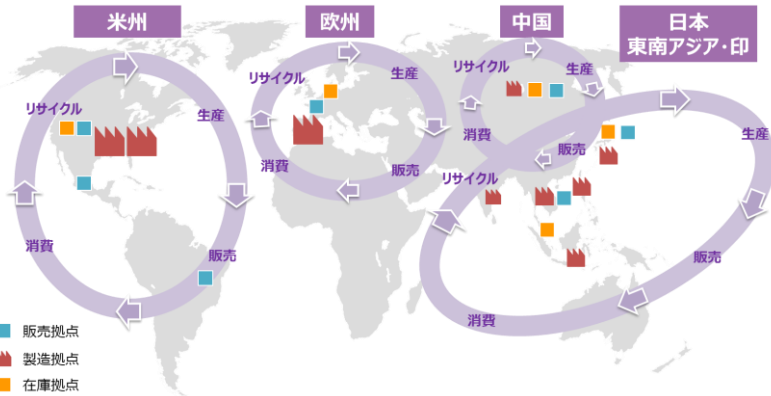 米州
欧州
中国
日本
東南アジア・印
リサイクル
生産
販売
消費
リサイクル
生産
販売
消費
リサイクル
生産
販売
消費
リサイクル
生産
販売
消費
販売拠点
製造拠点
在庫拠点